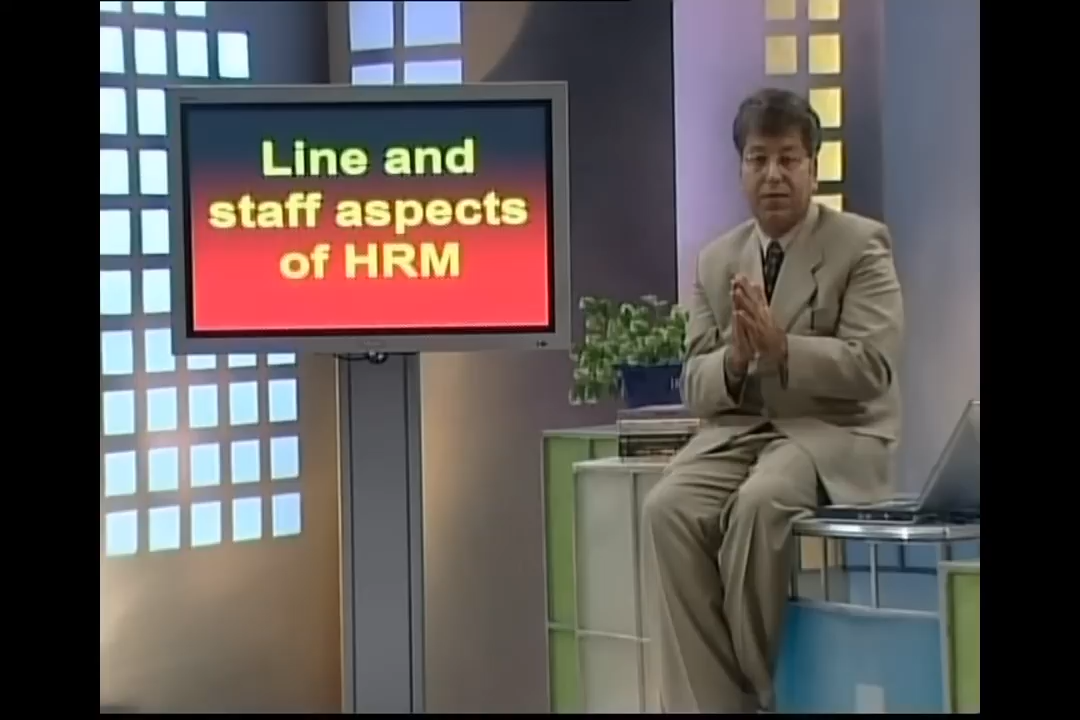 Line and
staff aspects
of HRM